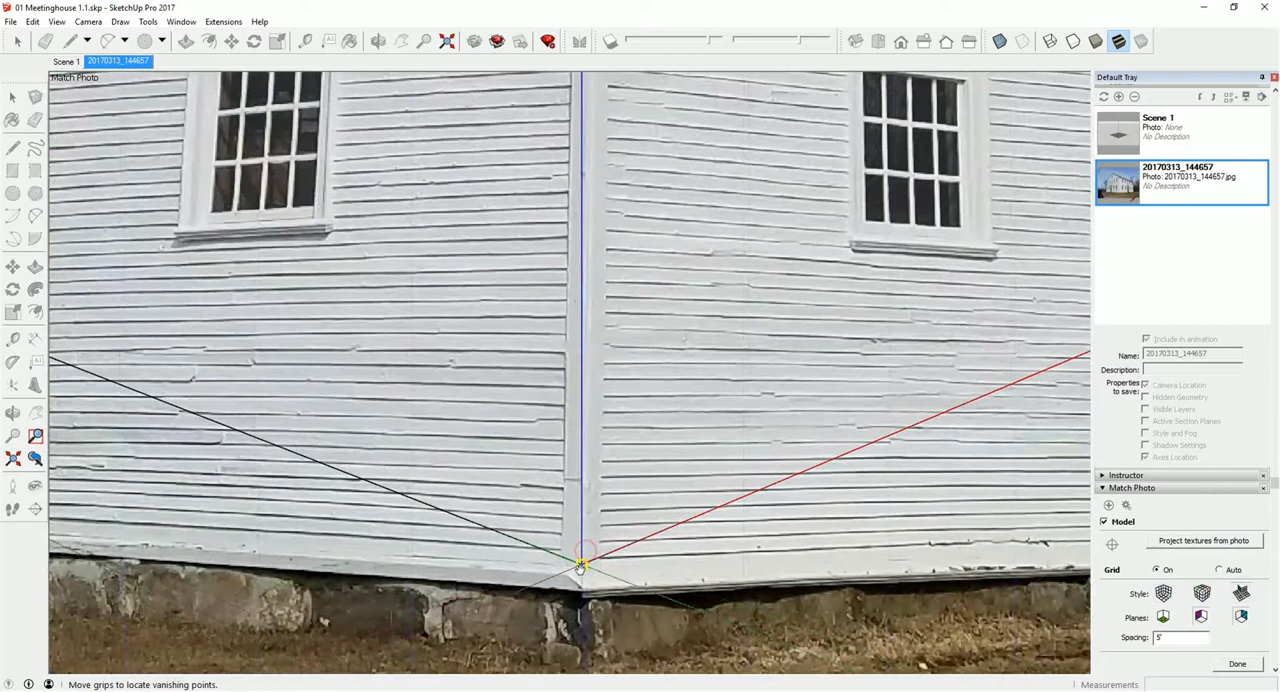 01 Meetinghouse 1.1.skp - SketchUp Pro 2017
File Edit View Camera Draw Tools Window Extensions Help
Scene 1 20170313_144657
Match Photo
Default Tray
Scene 1
Photo: None
No Description
20170313_144657
Photo: 20170313_144657.jpg
No Description
Include in animation
Name: 20170313_144657
Description:
Properties to save: Camera Location
Hidden Geometry
Visible Layers
Active Section Planes
Style and Fog
Shadow Settings
Axes Location
Instructor
Match Photo
Model
Project textures from photo
Grid On Auto
Style:
Planes:
Spacing: 5'
Done
Move grips to locate vanishing points. Measurements